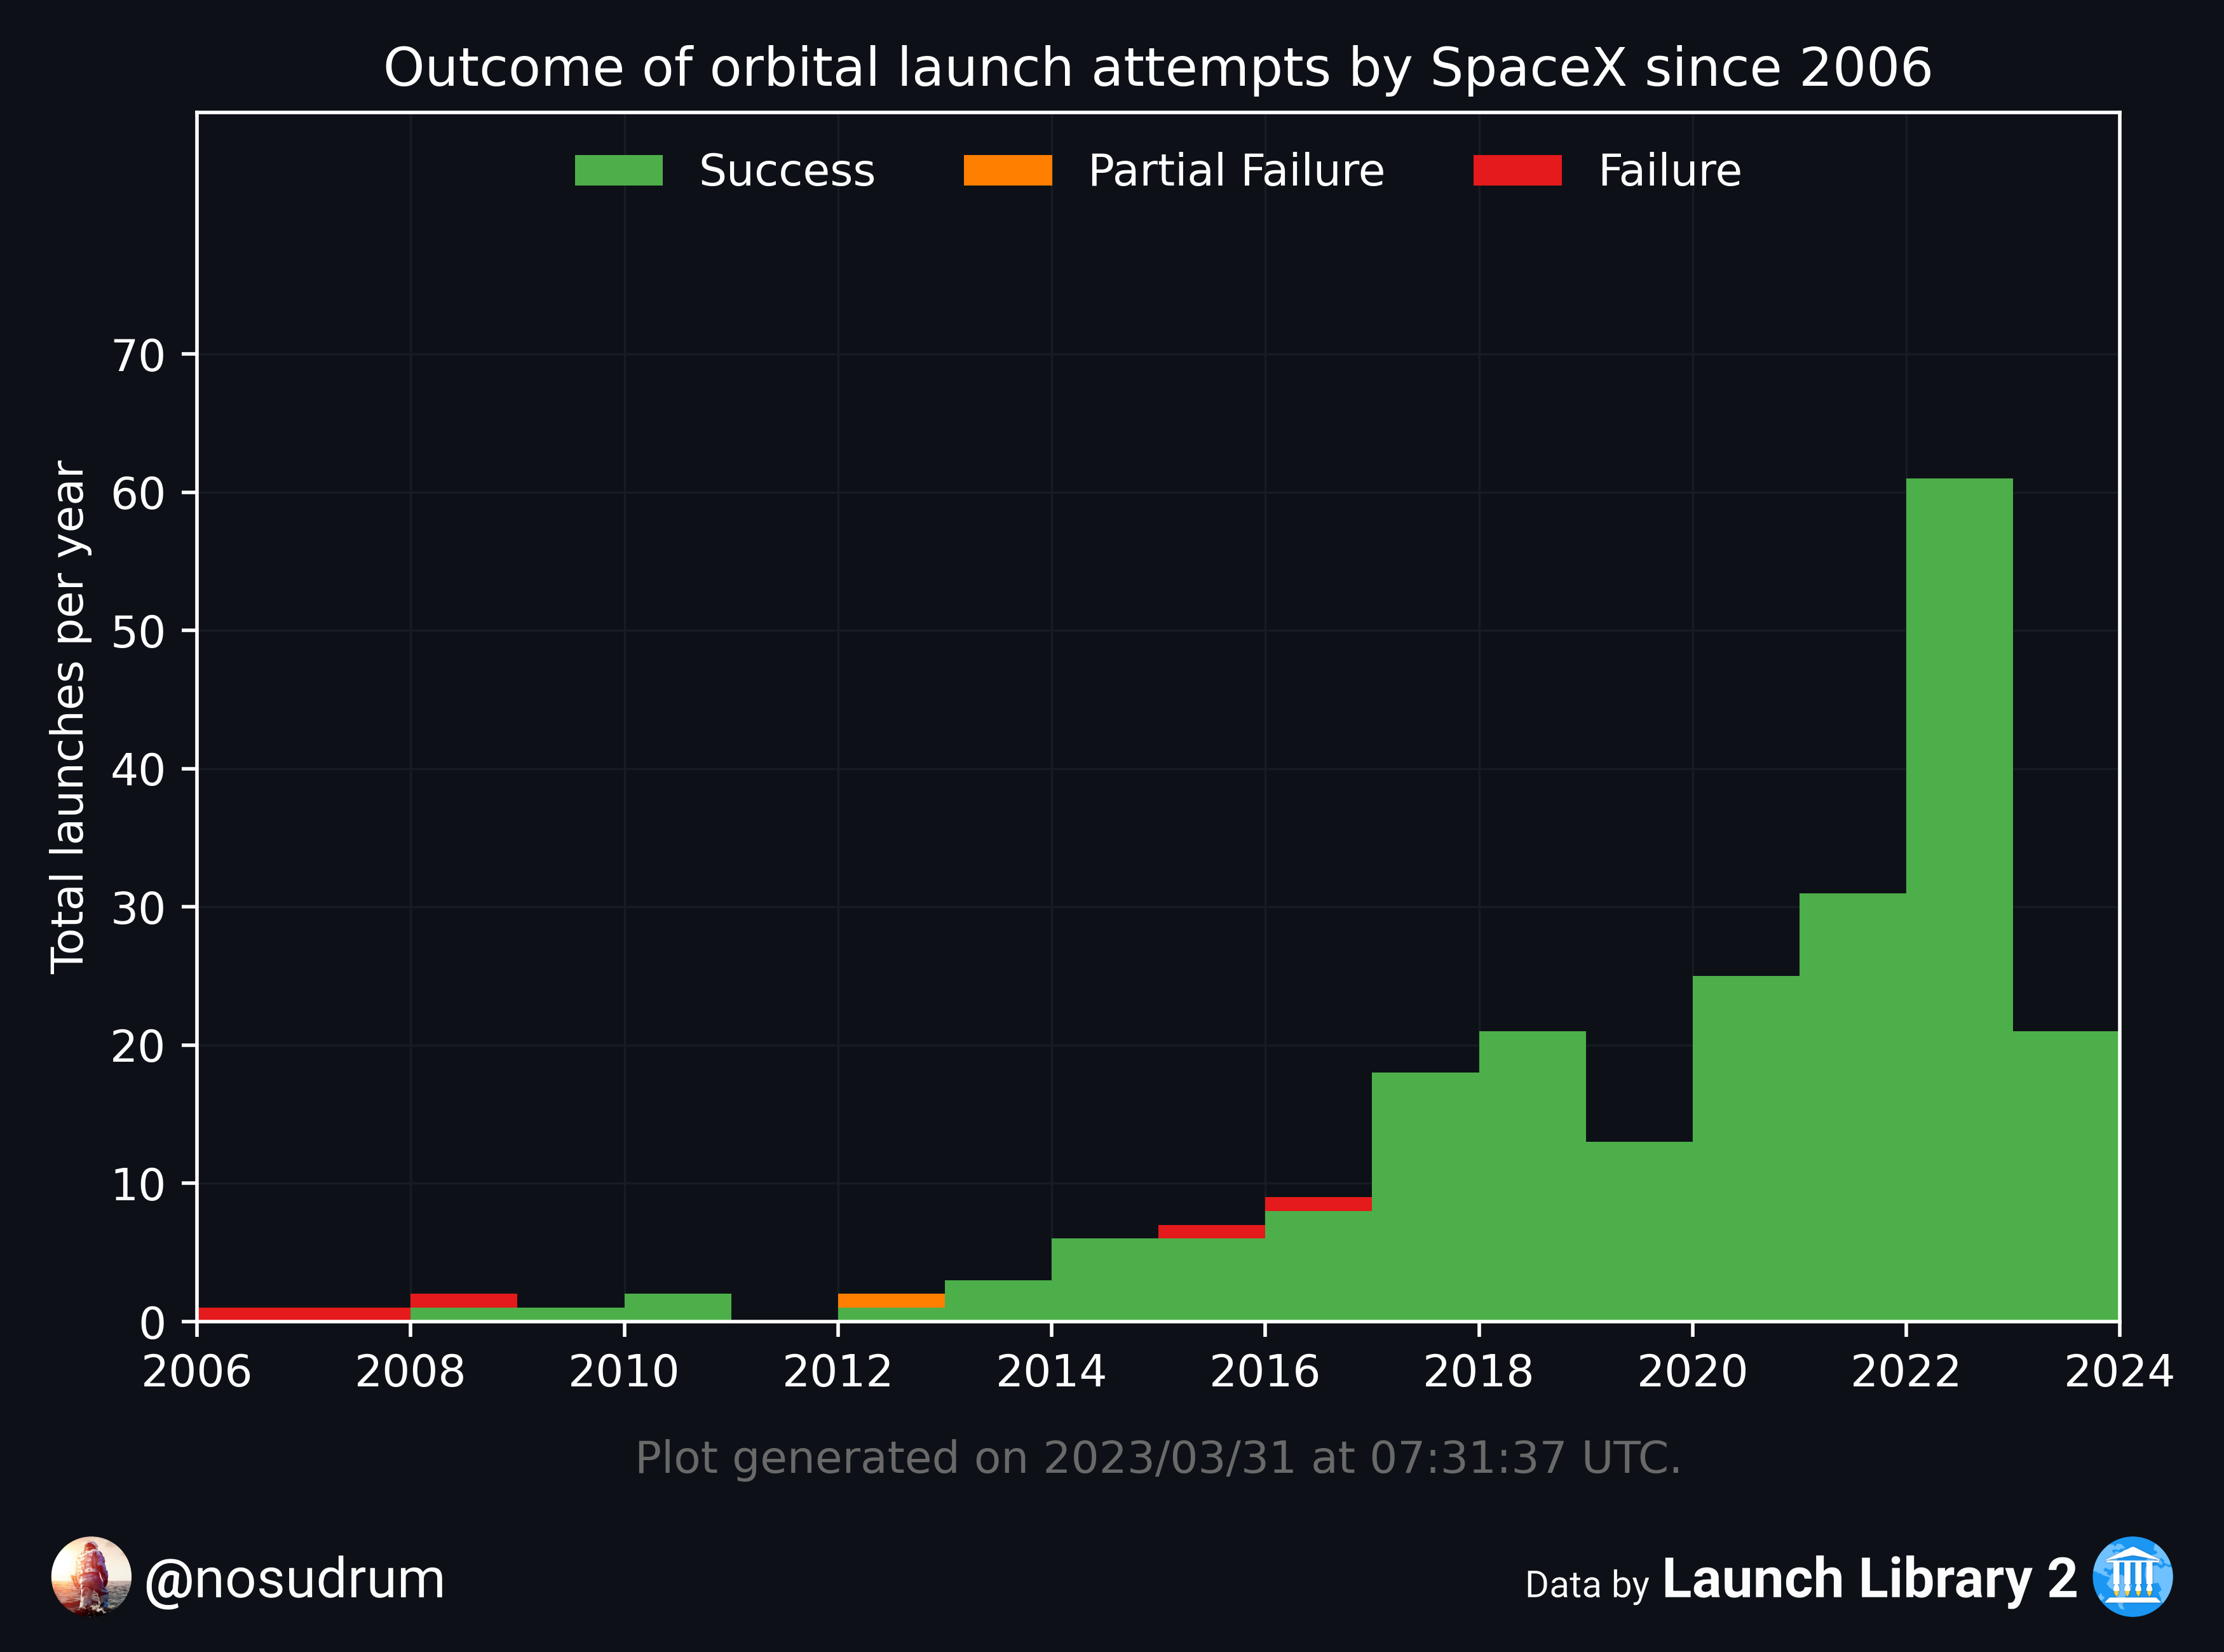 Outcome of orbital launch attempts by SpaceX since 2006
Success Partial Failure Failure
Total launches per year
70
60
50
40
30
20
10
0
2006 2008 2010 2012 2014 2016 2018 2020 2022 2024
Plot generated on 2023/03/31 at 07:31:37 UTC.
@nosudrum
Data by Launch Library 2